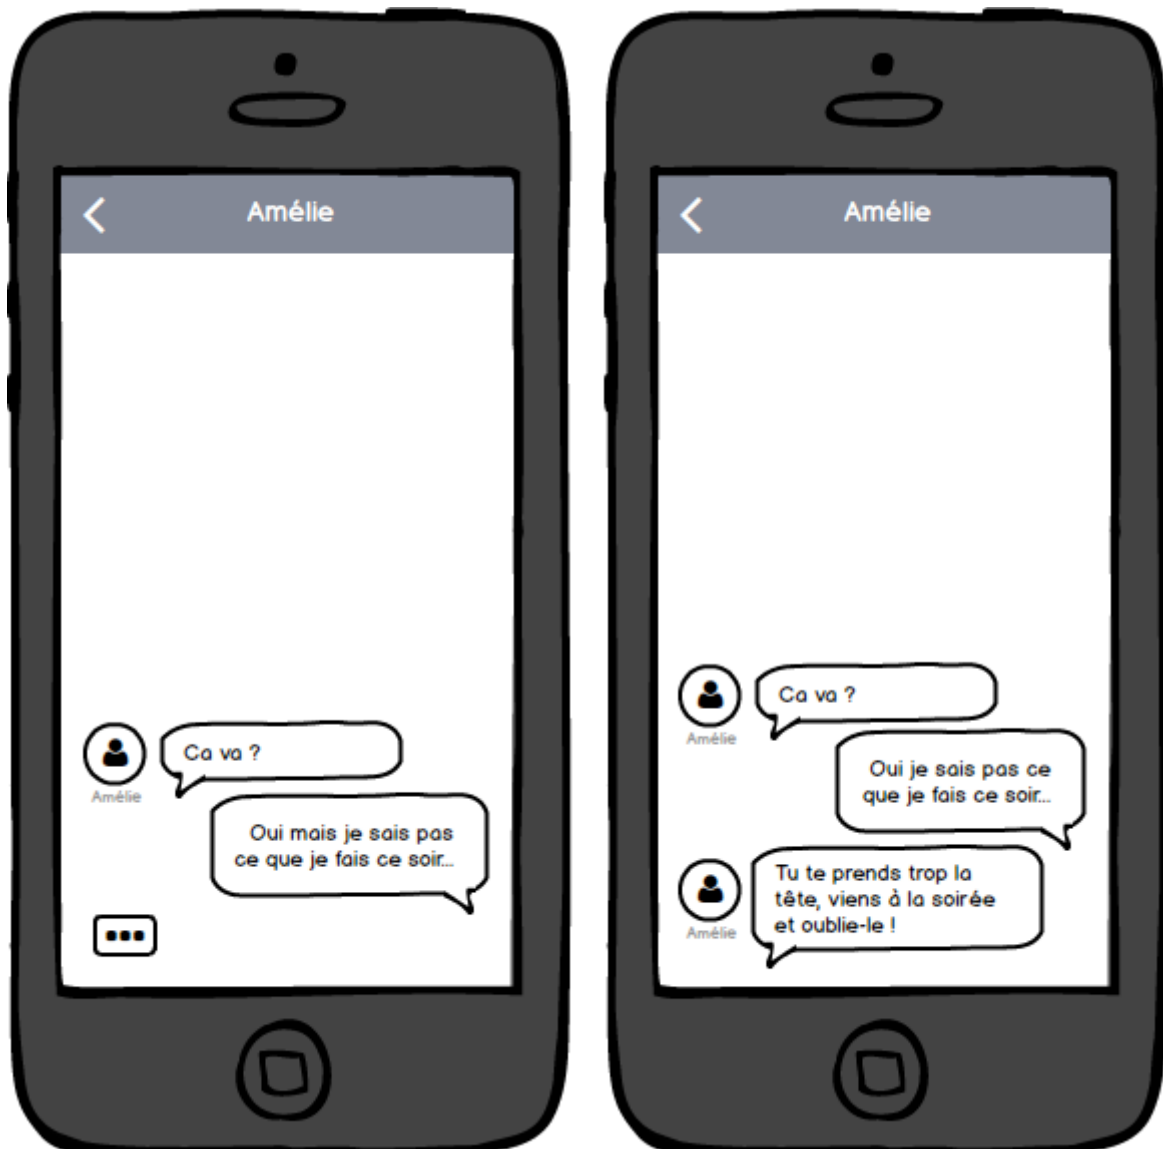 Amélie
Ca va ?
Amélie
Oui mais je sais pas
ce que je fais ce soir...
Amélie
Ca va ?
Amélie
Oui je sais pas ce
que je fais ce soir...
Tu te prends trop la
tête, viens à la soirée
et oublie-le !
Amélie